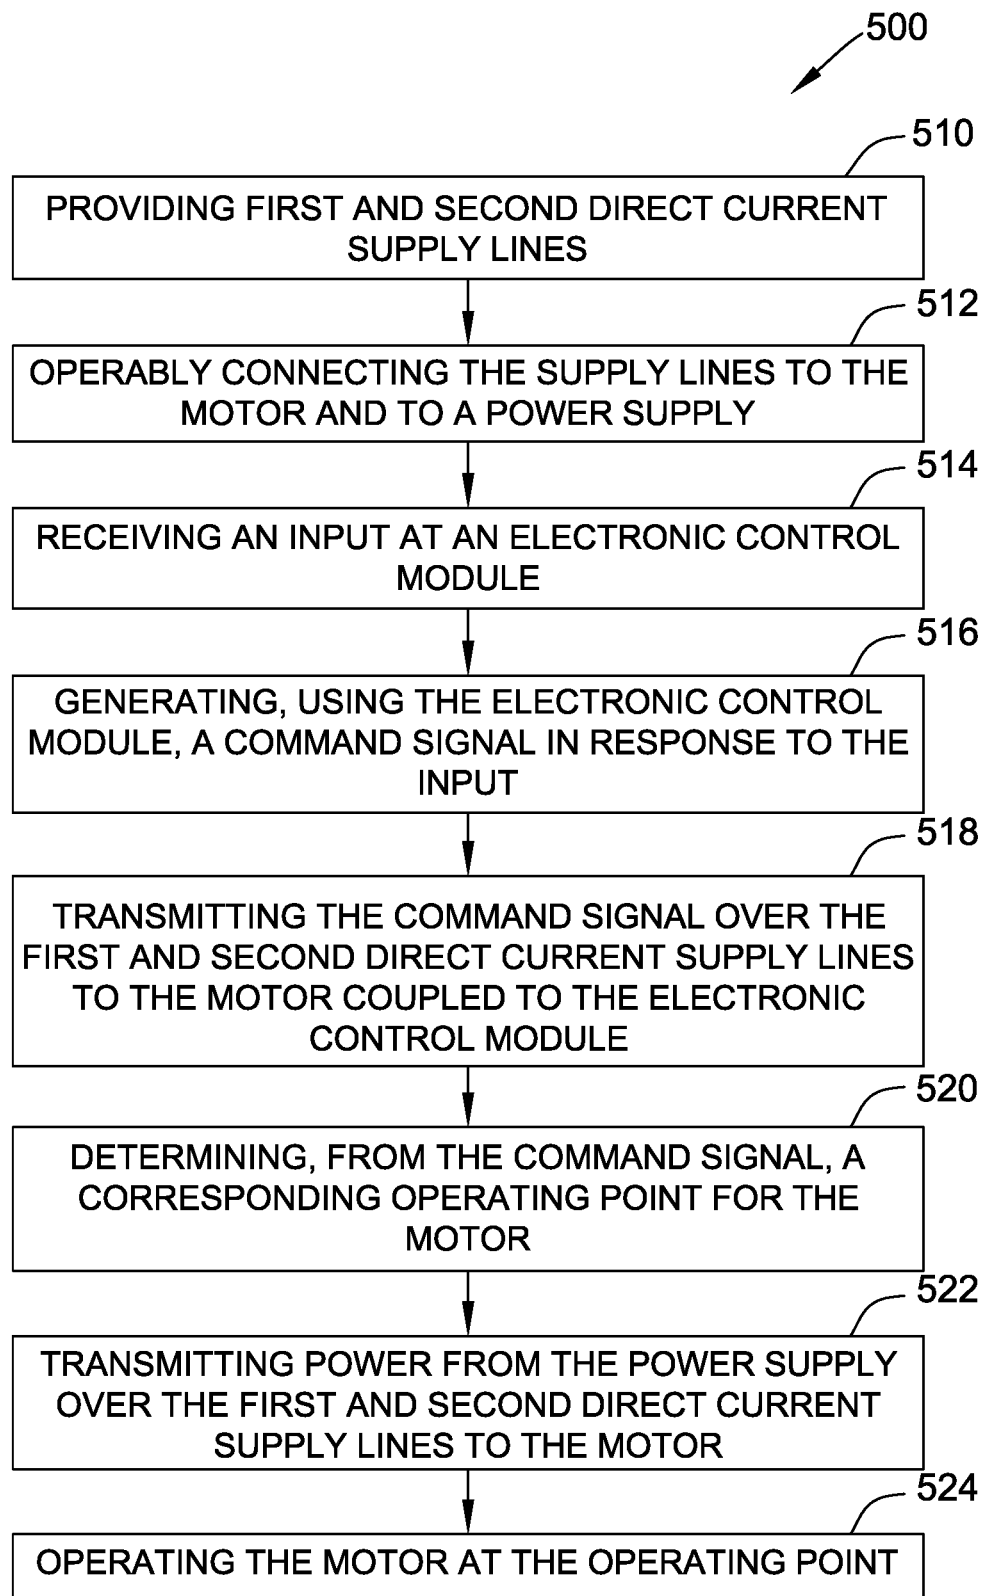 500
510
PROVIDING FIRST AND SECOND DIRECT CURRENT
SUPPLY LINES
512
OPERABLY CONNECTING THE SUPPLY LINES TO THE
MOTOR AND TO A POWER SUPPLY
514
RECEIVING AN INPUT AT AN ELECTRONIC CONTROL
MODULE
516
GENERATING, USING THE ELECTRONIC CONTROL
MODULE, A COMMAND SIGNAL IN RESPONSE TO THE
INPUT
518
TRANSMITTING THE COMMAND SIGNAL OVER THE
FIRST AND SECOND DIRECT CURRENT SUPPLY LINES
TO THE MOTOR COUPLED TO THE ELECTRONIC
CONTROL MODULE
520
DETERMINING, FROM THE COMMAND SIGNAL, A
CORRESPONDING OPERATING POINT FOR THE
MOTOR
522
TRANSMITTING POWER FROM THE POWER SUPPLY
OVER THE FIRST AND SECOND DIRECT CURRENT
SUPPLY LINES TO THE MOTOR
524
OPERATING THE MOTOR AT THE OPERATING POINT